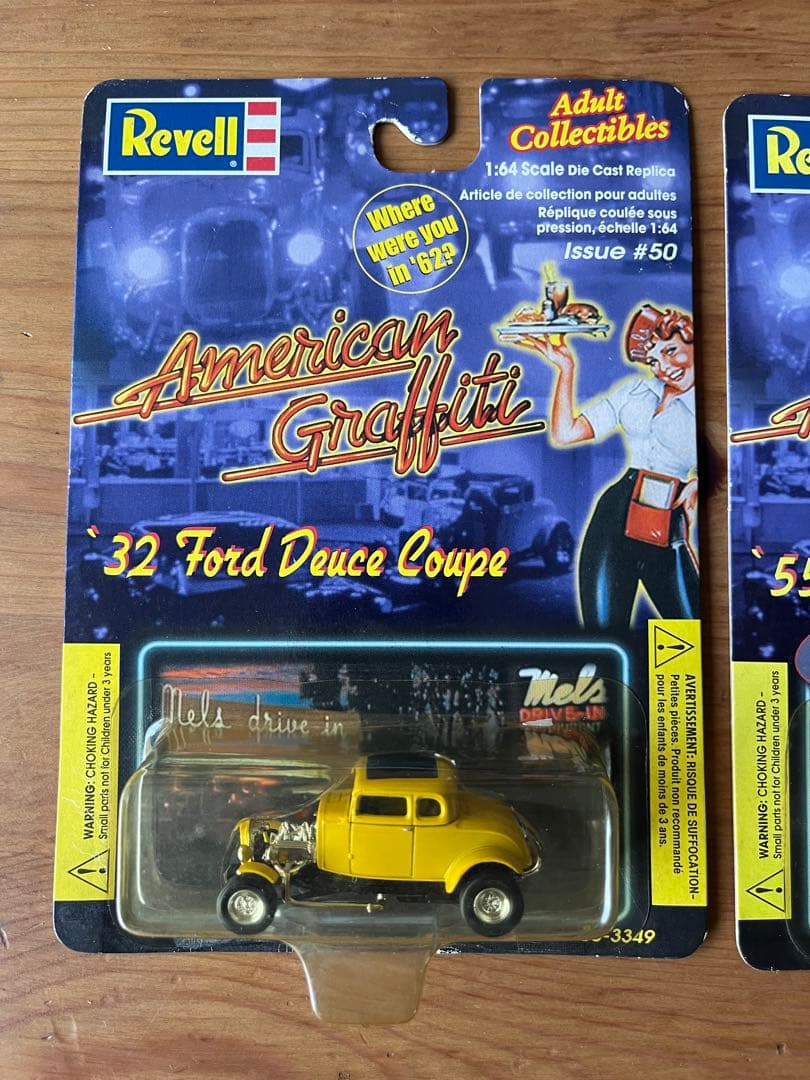 Revell®
Adult
Collectibles
1:64 Scale Die Cast Replica
Article de collection pour adultes
Réplique coulée sous
pression, échelle 1:64
Issue #50
Where
were you
in '62?
American
Graffiti
Mels
`32 Ford Deuce Coupe
Mels drive in
Mels
DRIVE-IN
WARNING: CHOKING HAZARD –
Small parts not for Children under 3 years
AVERTISSEMENT: RISQUE DE SUFFOCATION–
Petites pièces. Produit non recommandé
pour les enfants de moins de 3 ans.
-3349
Re
`55
WARNING: CHOKING HAZARD –
Small parts not for Children under 3 years